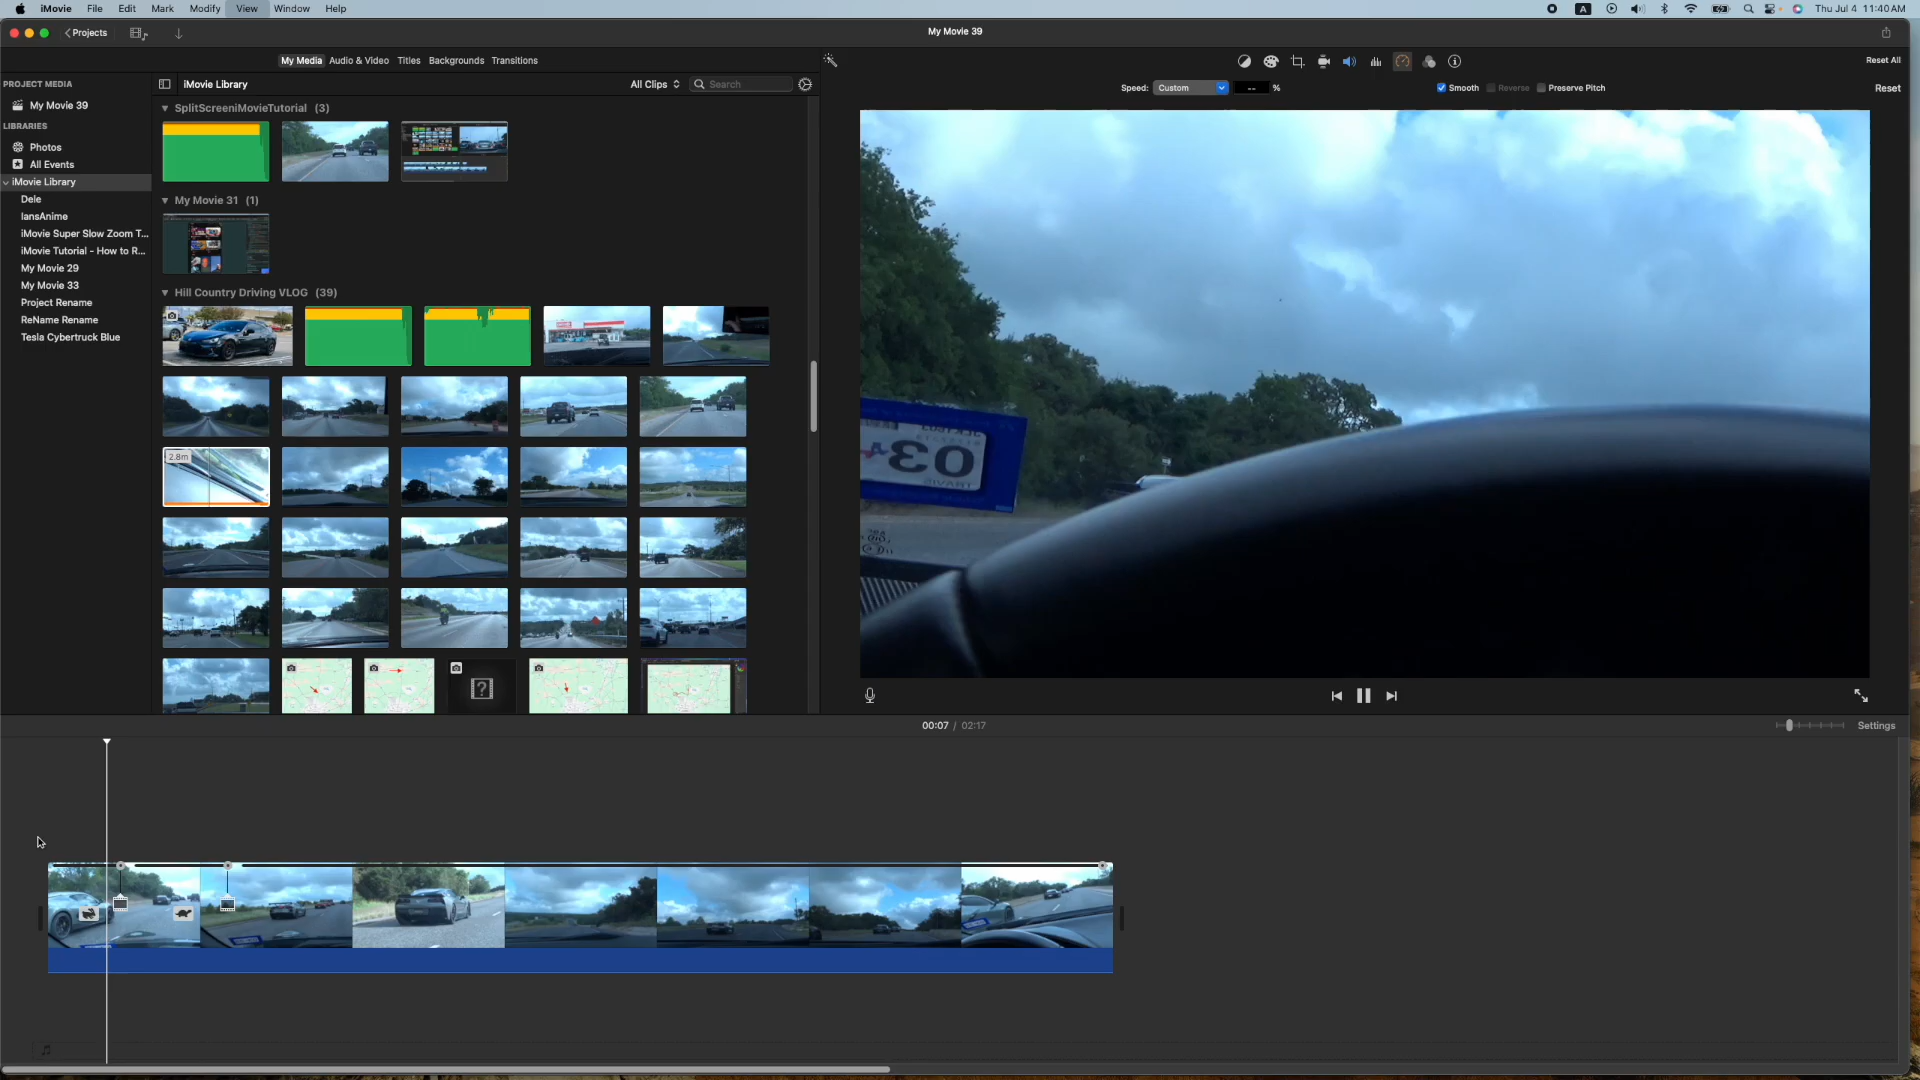 iMovie File Edit Mark Modify View Window Help
A
Thu Jul 4 11:40 AM
Projects
My Movie 39
My Media Audio & Video Titles Backgrounds Transitions
Reset All
PROJECT MEDIA
My Movie 39
LIBRARIES
Photos
All Events
iMovie Library
Dele
IansAnime
iMovie Super Slow Zoom T...
iMovie Tutorial - How to R...
My Movie 29
My Movie 33
Project Rename
ReName Rename
Tesla Cybertruck Blue
iMovie Library
All Clips
Search
Speed: Custom -- %
Smooth Reverse Preserve Pitch
Reset
SplitScreeniMovieTutorial (3)
My Movie 31 (1)
Hill Country Driving VLOG (39)
2.8m
?
03
TRAVIS
00:07 / 02:17
Settings